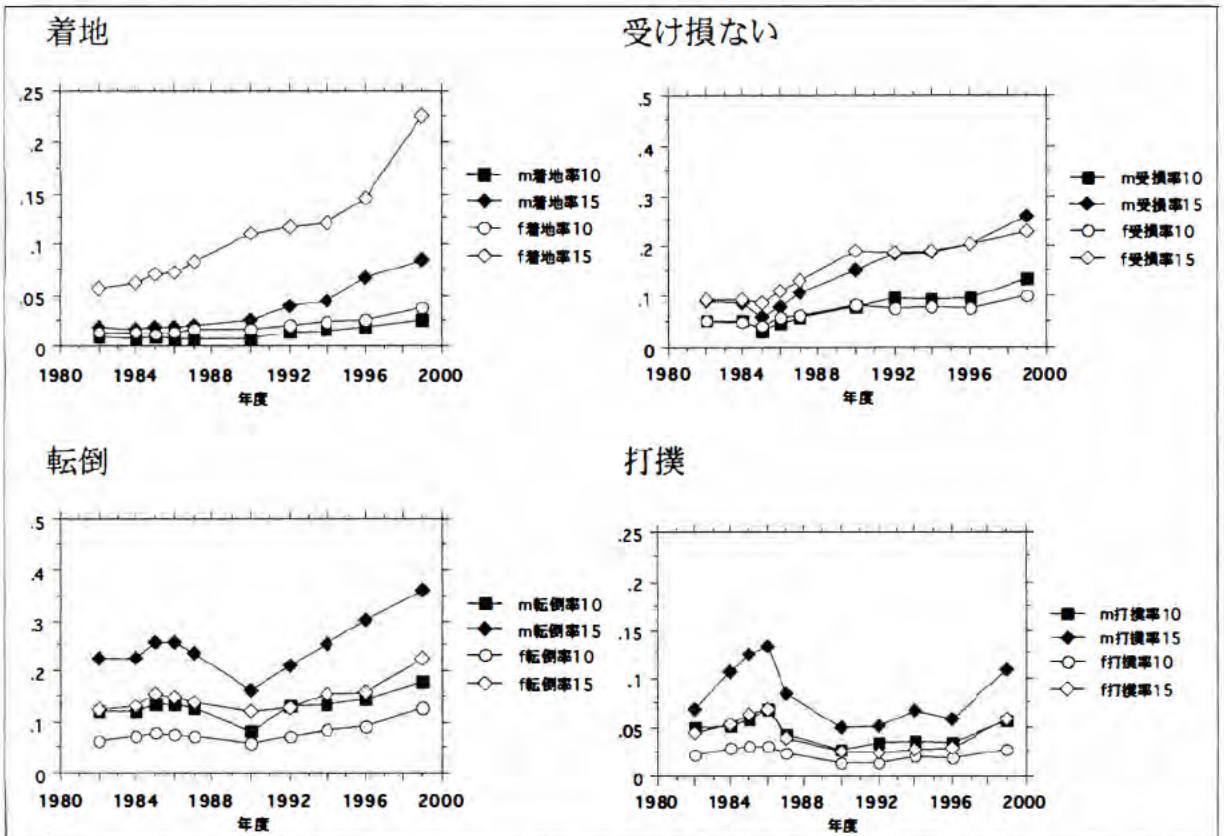 着地
.25
.2
.15
.1
.05
0
1980 1984 1988 1992 1996 2000
年度
m着地率10
m着地率15
f着地率10
f着地率15
受け損ない
.5
.4
.3
.2
.1
0
1980 1984 1988 1992 1996 2000
年度
m受損率10
m受損率15
f受損率10
f受損率15
転倒
.5
.4
.3
.2
.1
0
1980 1984 1988 1992 1996 2000
年度
m転倒率10
m転倒率15
f転倒率10
f転倒率15
打撲
.25
.2
.15
.1
.05
0
1980 1984 1988 1992 1996 2000
年度
m打撲率10
m打撲率15
f打撲率10
f打撲率15